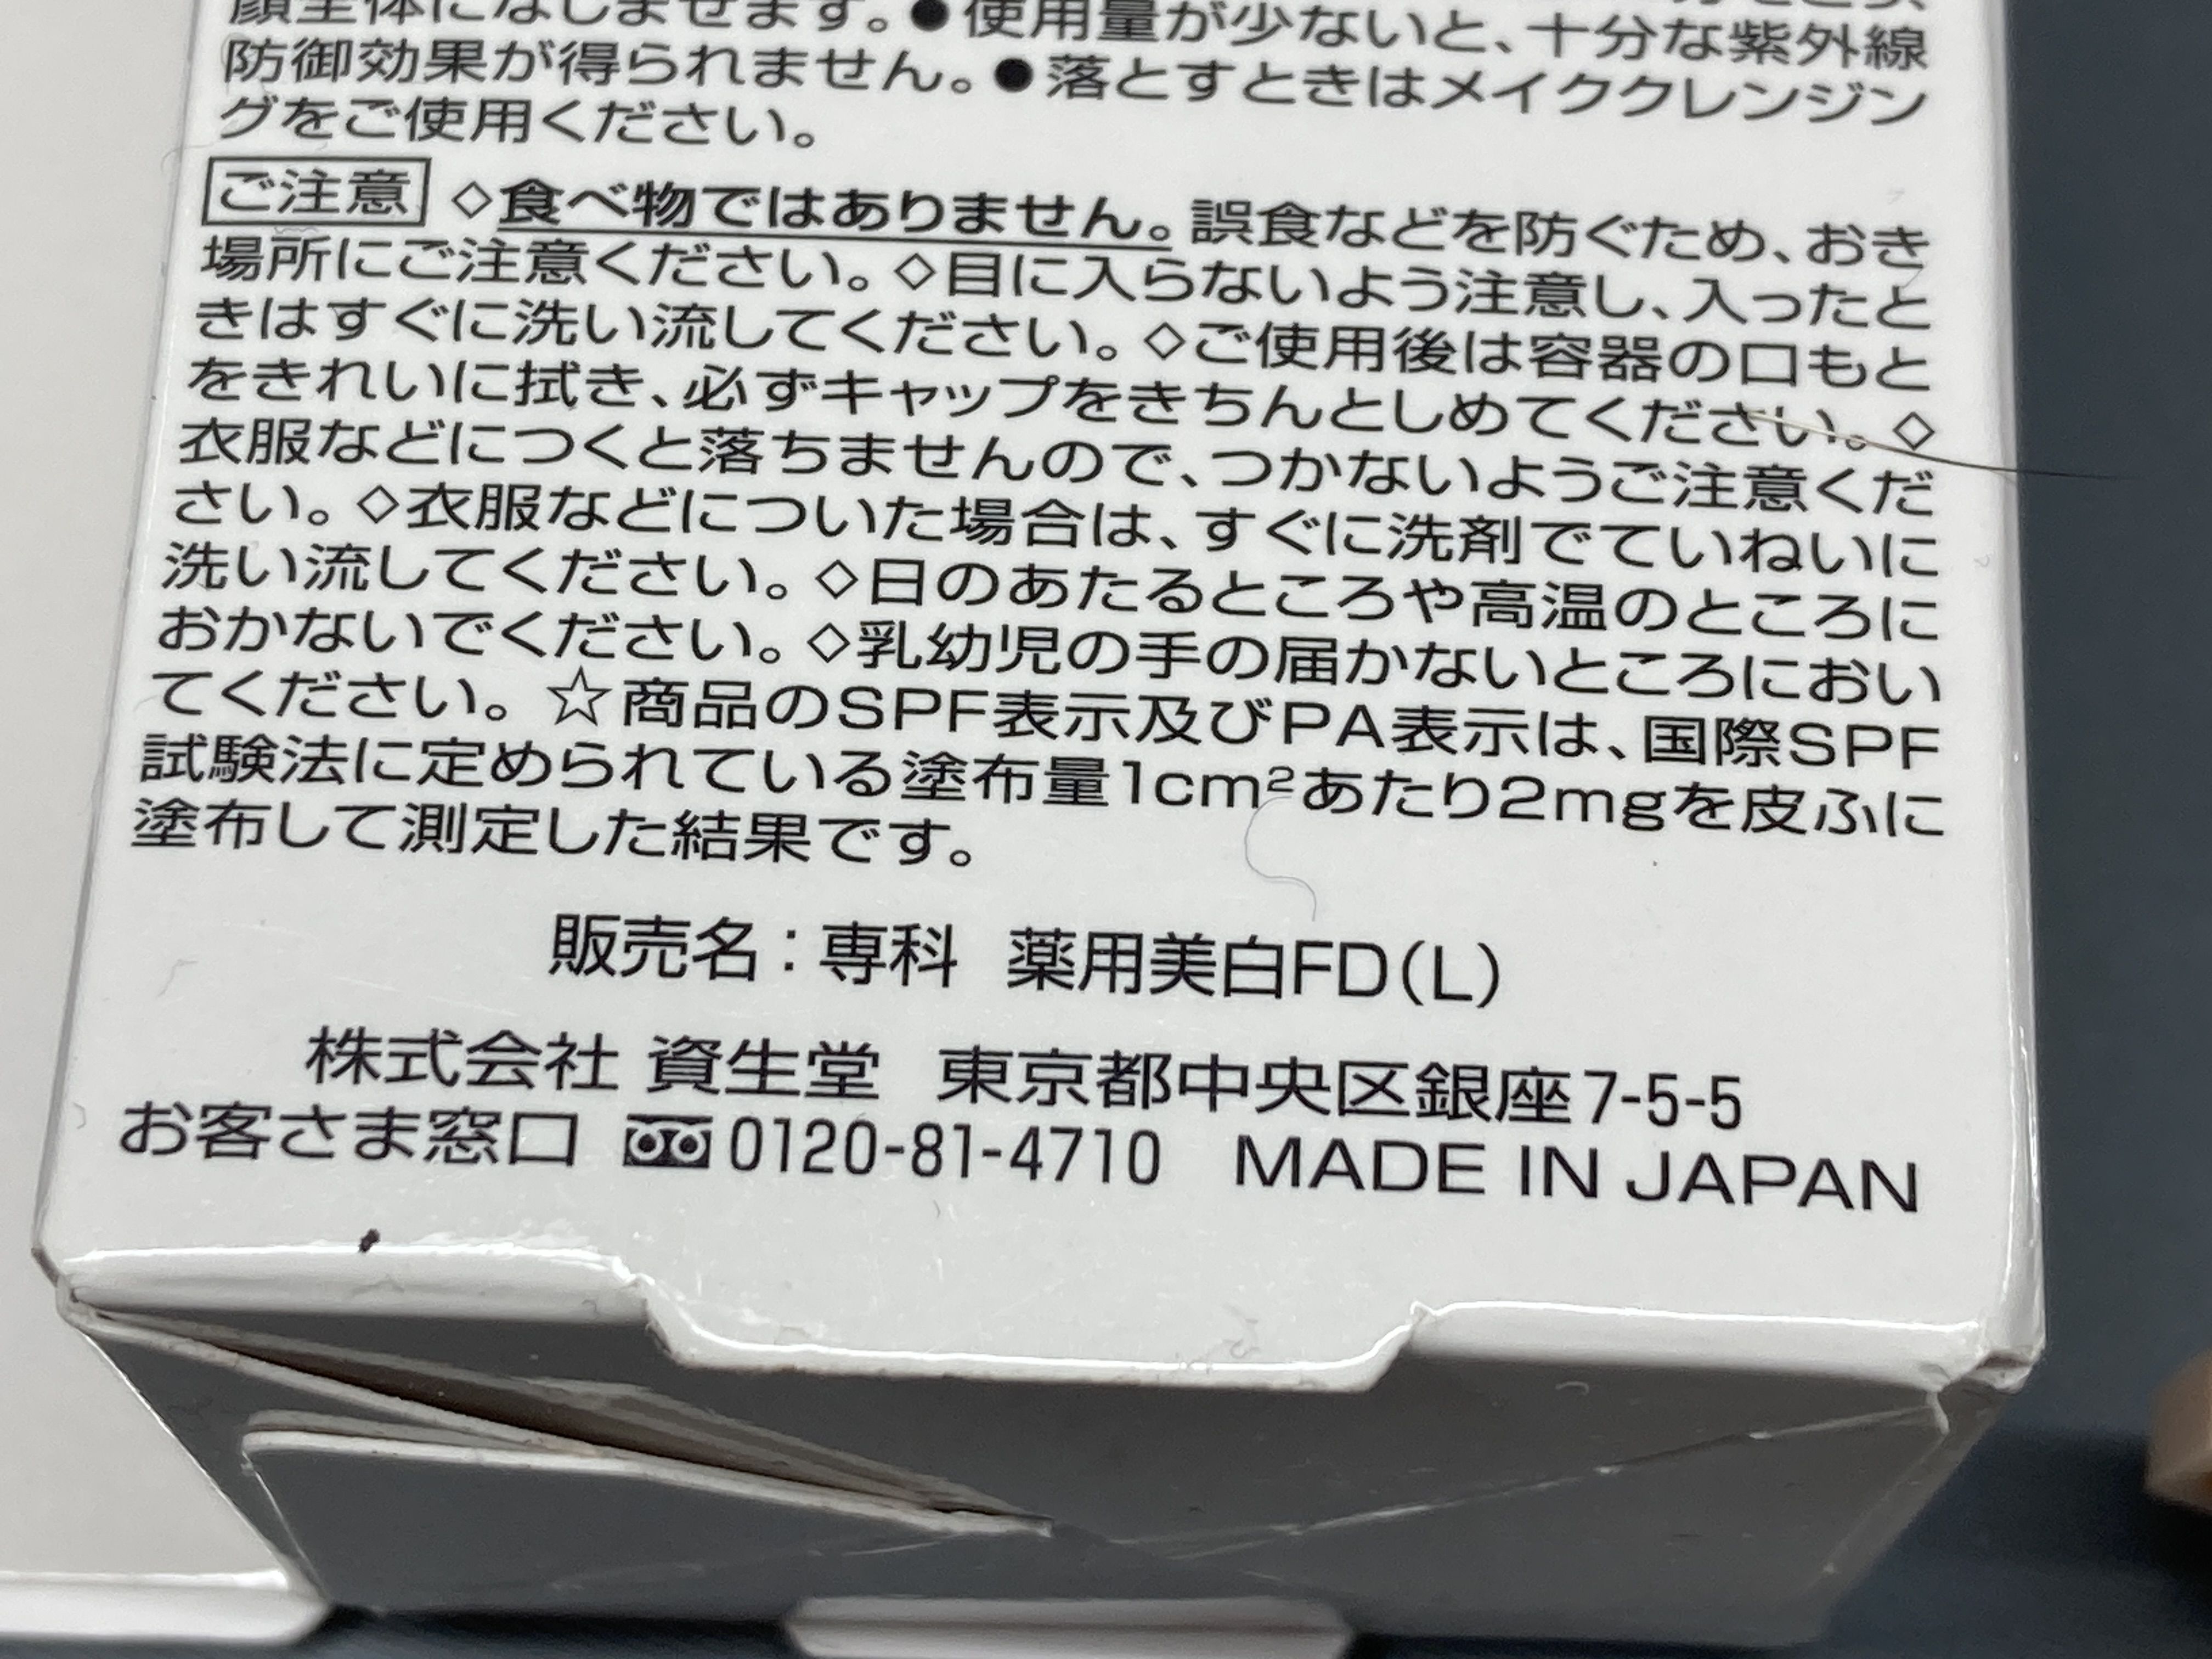 顔全体になじませます。●使用量が少ないと、十分な紫外線
防御効果が得られません。●落とすときはメイククレンジン
グをご使用ください。
ご注意 ◇食べ物ではありません。誤食などを防ぐため、おき
場所にご注意ください。◇目に入らないよう注意し、入ったと
きはすぐに洗い流してください。◇ご使用後は容器の口もと
をきれいに拭き、必ずキャップをきちんとしめてください。◇
衣服などにつくと落ちませんので、つかないようご注意くだ
さい。◇衣服などについた場合は、すぐに洗剤でていねいに
洗い流してください。◇日のあたるところや高温のところに
おかないでください。◇乳幼児の手の届かないところにおい
てください。☆商品のSPF表示及びPA表示は、国際SPF
試験法に定められている塗布量1cm²あたり2mgを皮ふに
塗布して測定した結果です。
販売名：専科 薬用美白FD(L)
株式会社 資生堂 東京都中央区銀座7-5-5
お客さま窓口 0120-81-4710 MADE IN JAPAN